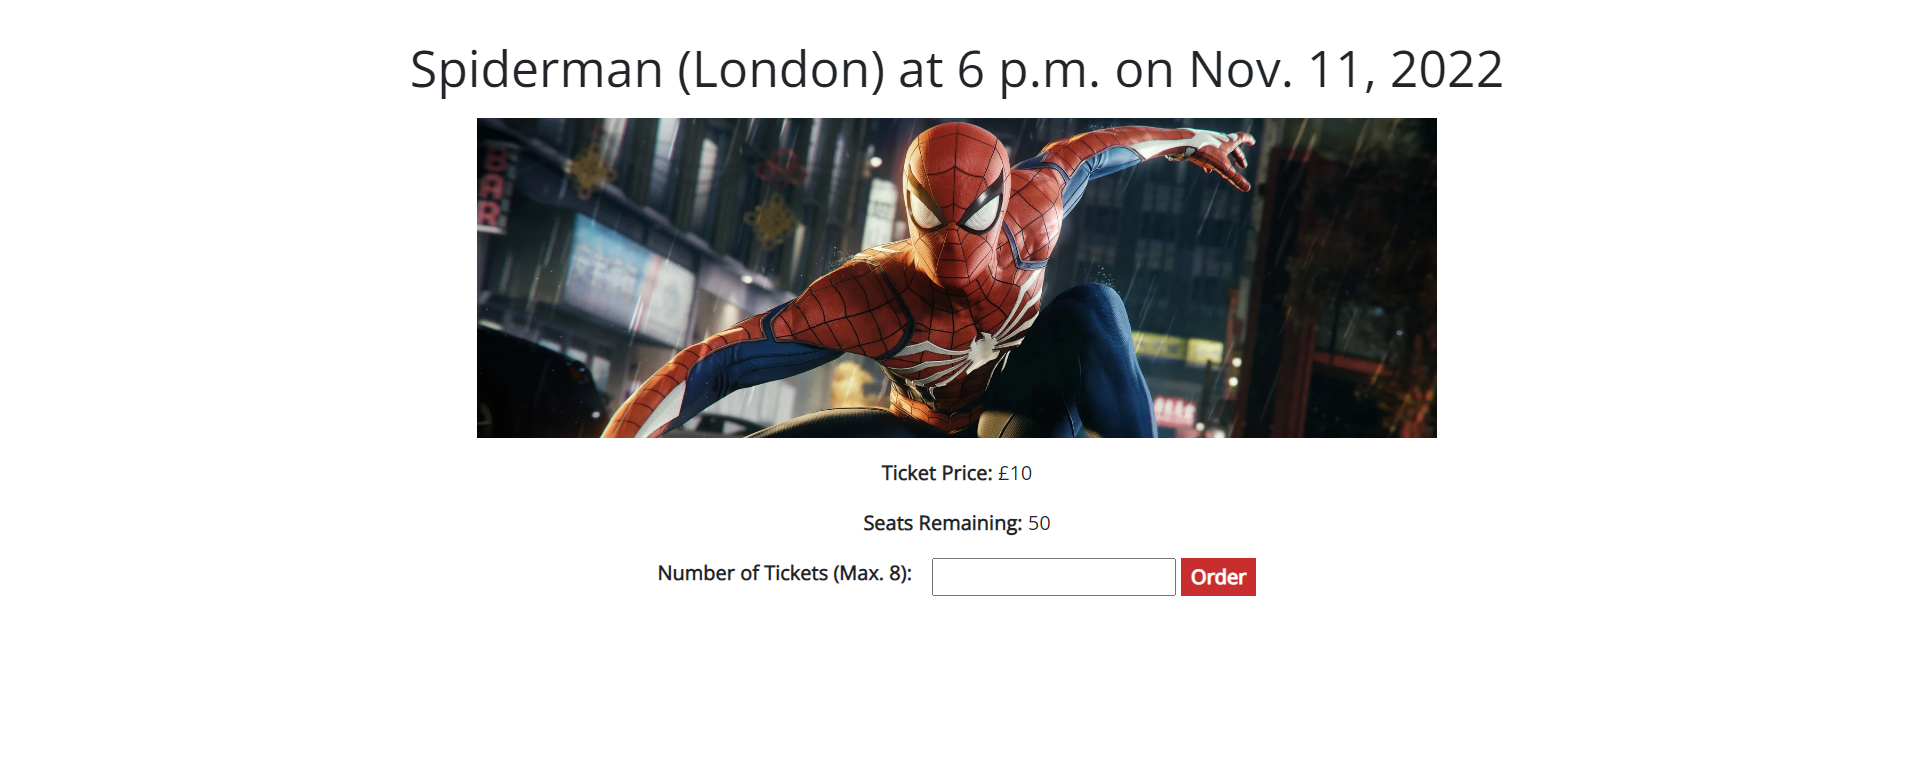 Spiderman (London) at 6 p.m. on Nov. 11, 2022
BAR
Ticket Price: £10
Seats Remaining: 50
Number of Tickets (Max. 8):
Order